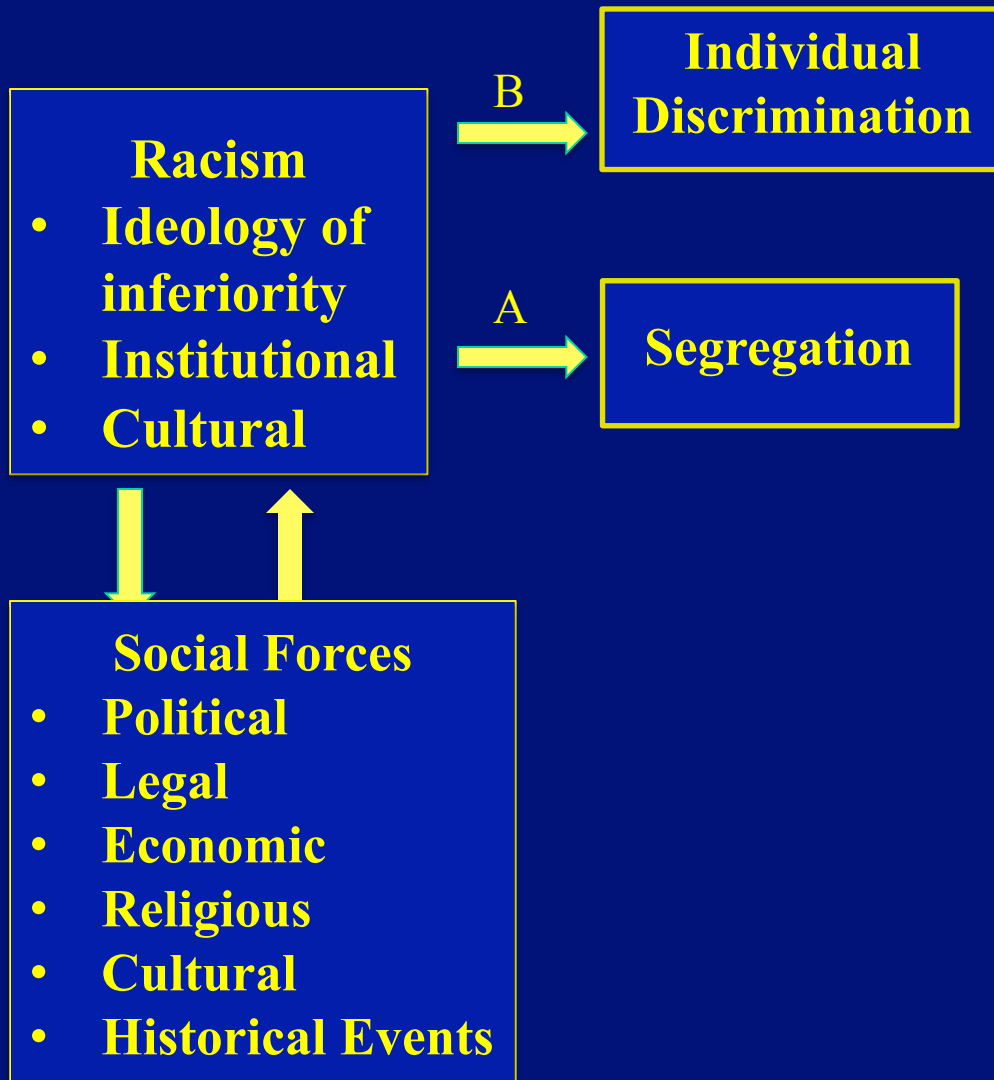 Racism
• Ideology of
inferiority
• Institutional
• Cultural
B
Individual
Discrimination
A
Segregation
Social Forces
• Political
• Legal
• Economic
• Religious
• Cultural
• Historical Events